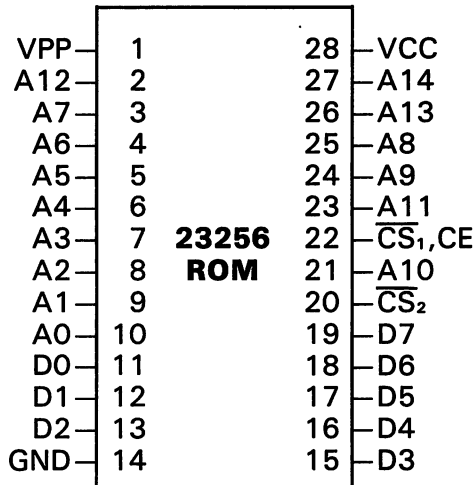 VPP 1 28 VCC
A12 2 27 A14
A7 3 26 A13
A6 4 25 A8
A5 5 24 A9
A4 6 23 A11
A3 7 23256 22 C̅S̅₁,CE
A2 8 ROM 21 A10
A1 9 20 C̅S̅₂
A0 10 19 D7
D0 11 18 D6
D1 12 17 D5
D2 13 16 D4
GND 14 15 D3